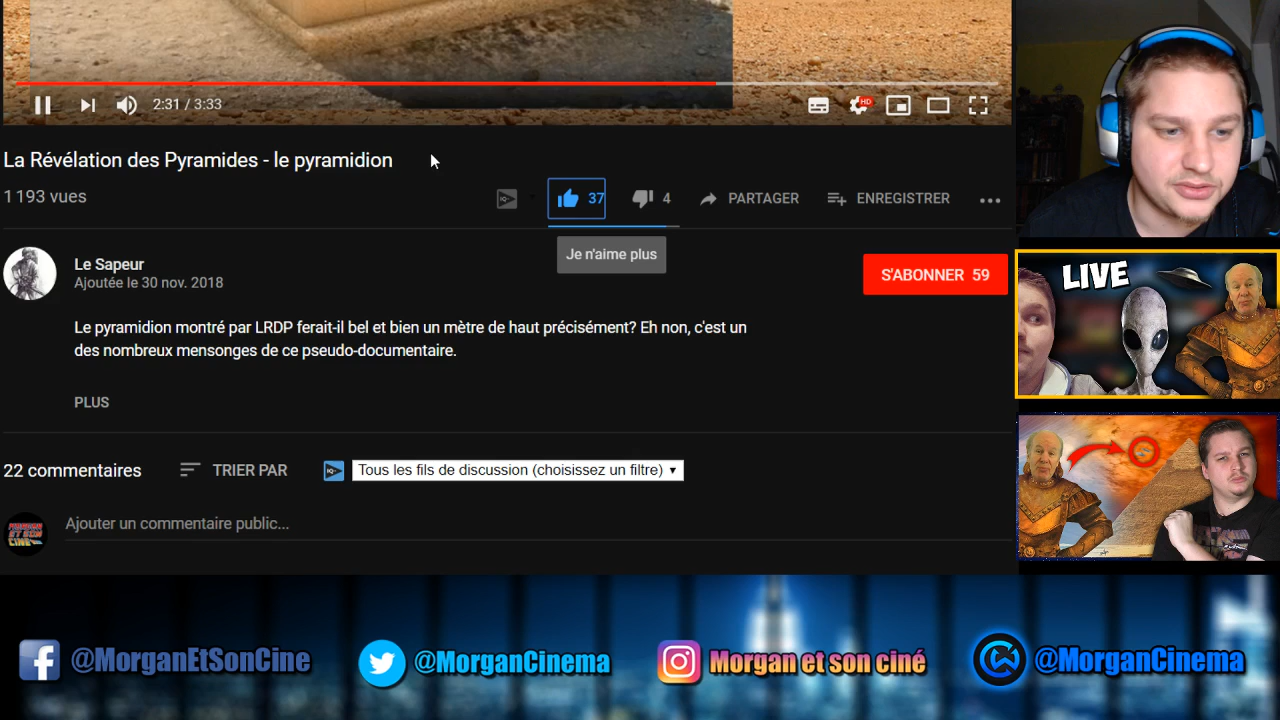 2:31 / 3:33
HD
La Révélation des Pyramides - le pyramidion
1 193 vues
37
4
PARTAGER
ENREGISTRER
Je n'aime plus
Le Sapeur
Ajoutée le 30 nov. 2018
S'ABONNER 59
Le pyramidion montré par LRDP ferait-il bel et bien un mètre de haut précisément? Eh non, c'est un
des nombreux mensonges de ce pseudo-documentaire.
PLUS
22 commentaires
TRIER PAR
Tous les fils de discussion (choisissez un filtre)
Ajouter un commentaire public...
LIVE
@MorganEtSonCine
@MorganCinema
Morgan et son ciné
@MorganCinema